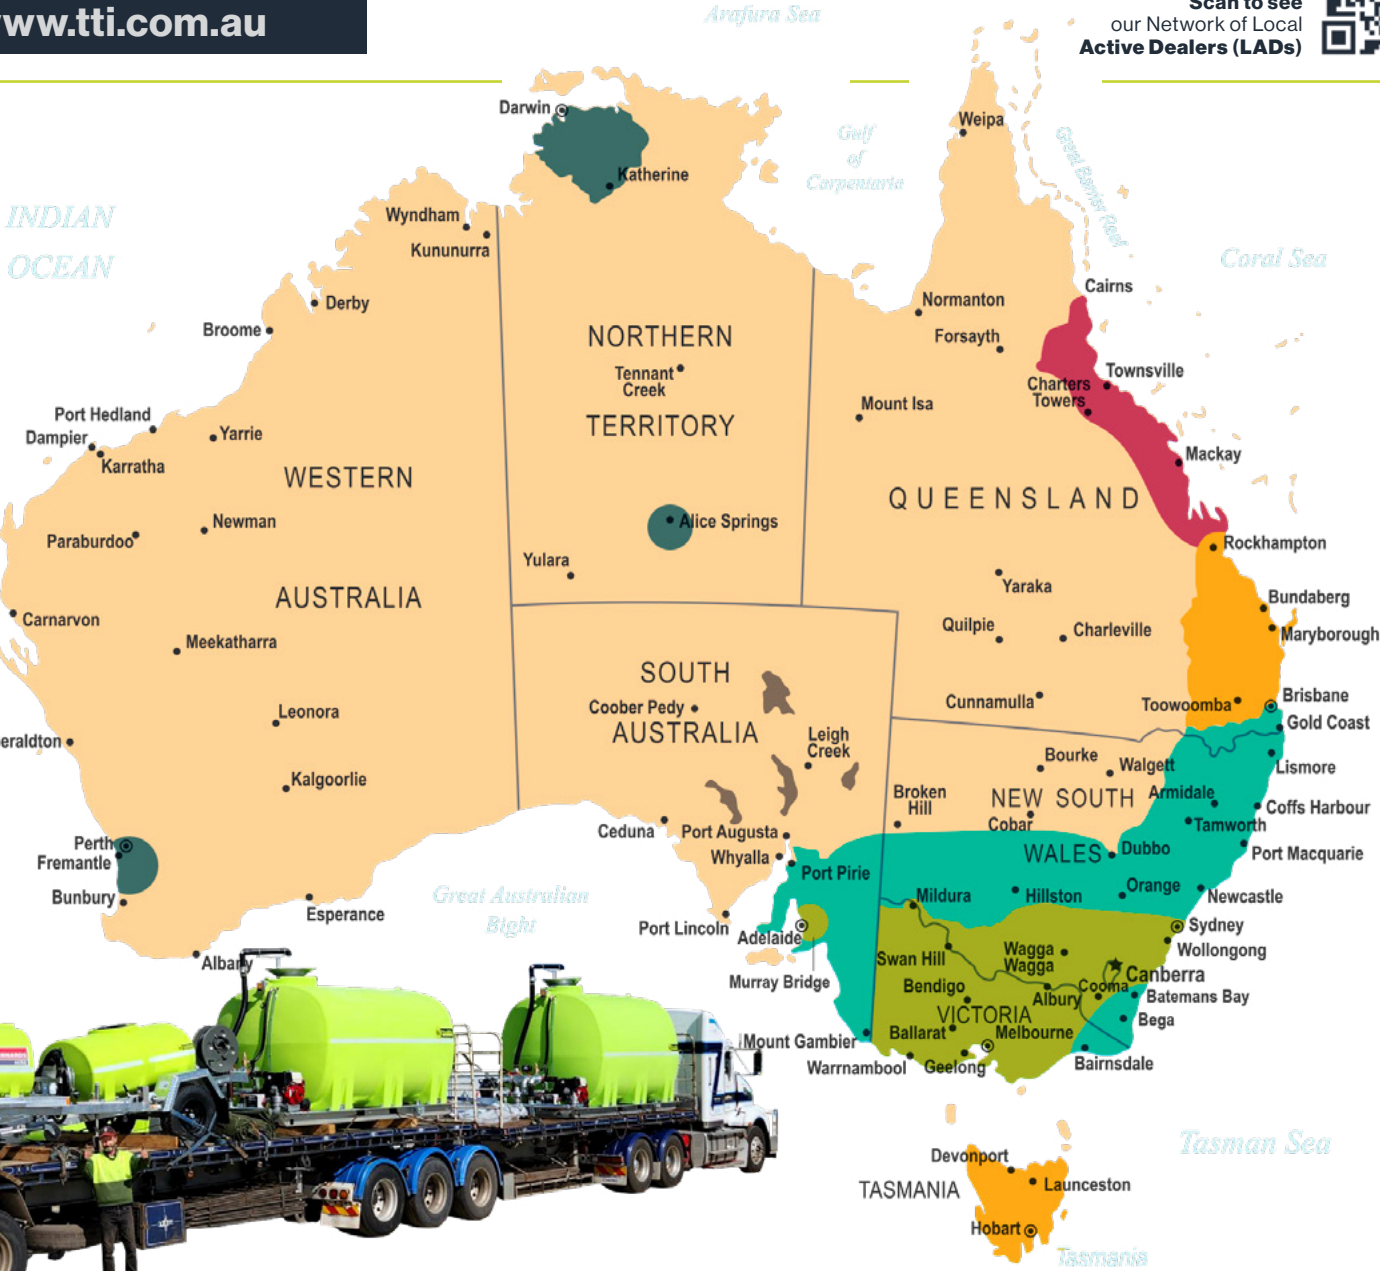 www.tti.com.au
Scan to see
our Network of Local
Active Dealers (LADs)
Arafura Sea
Darwin
Weipa
Gulf
of
Carpentaria
Great Barrier Reef
Katherine
INDIAN
OCEAN
Wyndham
Kununurra
Coral Sea
Cairns
Derby
Broome
Normanton
Forsayth
NORTHERN
Tennant
Creek
TERRITORY
Townsville
Charters
Towers
Mount Isa
Port Hedland
Dampier
Karratha
Yarrie
Mackay
WESTERN
QUEENSLAND
Newman
Paraburdoo
Alice Springs
Rockhampton
Yulara
Yaraka
AUSTRALIA
Bundaberg
Carnarvon
Quilpie
Charleville
Maryborough
Meekatharra
SOUTH
Coober Pedy
AUSTRALIA
Cunnamulla
Toowoomba
Brisbane
Gold Coast
Leonora
eraldton
Leigh
Creek
Bourke
Walgett
Lismore
Kalgoorlie
Broken
Hill
NEW SOUTH
Armidale
Coffs Harbour
Cobar
Tamworth
Ceduna
Port Augusta
Perth
Fremantle
Whyalla
WALES
Dubbo
Port Macquarie
Port Pirie
Bunbury
Great Australian
Bight
Mildura
Hillston
Orange
Newcastle
Esperance
Port Lincoln
Adelaide
Sydney
Wollongong
Albany
Swan Hill
Wagga
Wagga
Canberra
Murray Bridge
Bendigo
Albury
Cooma
Batemans Bay
VICTORIA
Bega
Ballarat
Melbourne
Mount Gambier
Warrnambool
Geelong
Bairnsdale
Tasman Sea
Devonport
TASMANIA
Launceston
Hobart
Tasmania